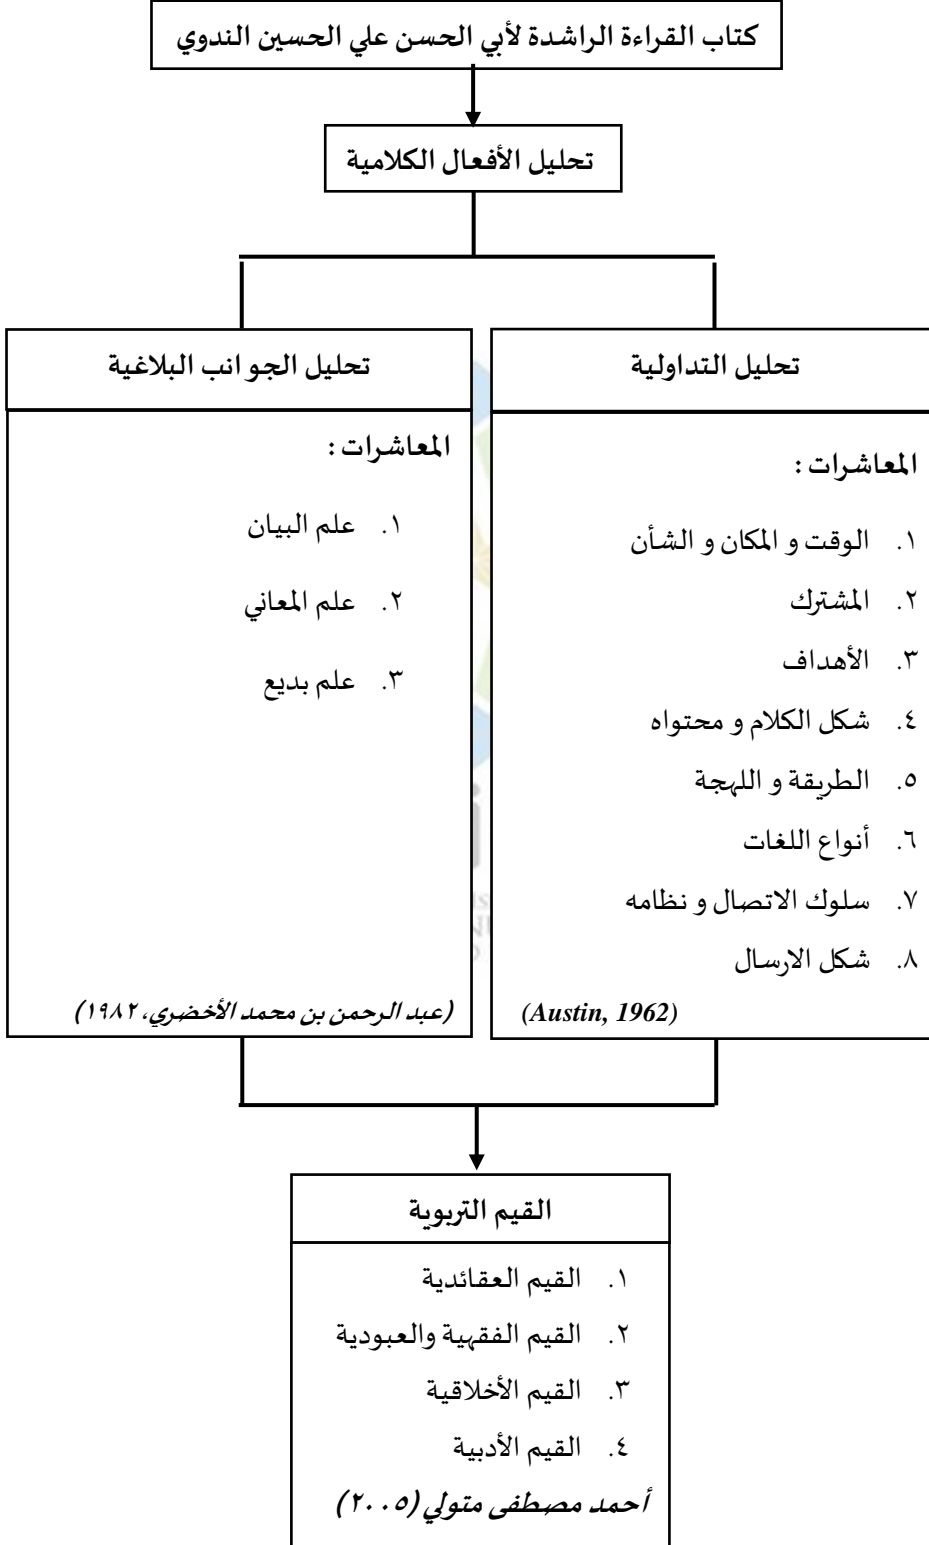 كتاب القراءة الراشدة لأبي الحسن علي الحسين الندوي
تحليل الأفعال الكلامية
تحليل التداولية
المعاشرات :
١. الوقت و المكان و الشأن
٢. المشترك
٣. الأهداف
٤. شكل الكلام و محتواه
٥. الطريقة و اللهجة
٦. أنواع اللغات
٧. سلوك الاتصال و نظامه
٨. شكل الارسال
(Austin, 1962)
تحليل الجوانب البلاغية
المعاشرات :
١. علم البيان
٢. علم المعاني
٣. علم بديع
(عبد الرحمن بن محمد الأخضري، ١٩٨٢)
القيم التربوية
١. القيم العقائدية
٢. القيم الفقهية والعبودية
٣. القيم الأخلاقية
٤. القيم الأدبية
أحمد مصطفى متولي (٢٠٠٥)